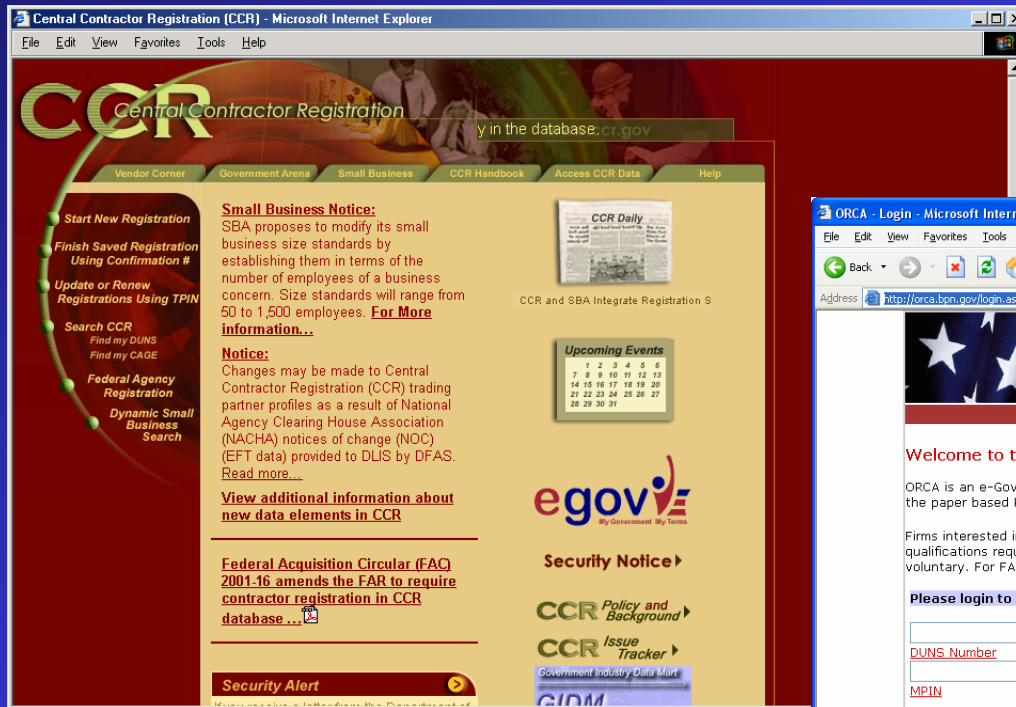 Central Contractor Registration (CCR) - Microsoft Internet Explorer
File Edit View Favorites Tools Help
CCR
Central Contractor Registration
y in the database. cr.gov
Vendor Corner Government Arena Small Business CCR Handbook Access CCR Data Help
Start New Registration
Finish Saved Registration
Using Confirmation #
Update or Renew
Registrations Using TPIN
Search CCR
Find my DUNS
Find my CAGE
Federal Agency
Registration
Dynamic Small
Business
Search
Small Business Notice:
SBA proposes to modify its small
business size standards by
establishing them in terms of the
number of employees of a business
concern. Size standards will range from
50 to 1,500 employees. For More
information...
Notice:
Changes may be made to Central
Contractor Registration (CCR) trading
partner profiles as a result of National
Agency Clearing House Association
(NACHA) notices of change (NOC)
(EFT data) provided to DLIS by DFAS.
Read more...
View additional information about
new data elements in CCR
Federal Acquisition Circular (FAC)
2001-16 amends the FAR to require
contractor registration in CCR
database ...
Security Alert
If you receive a letter from the Department of
CCR Daily
CCR and SBA Integrate Registration S
Upcoming Events
1 2 3 4 5 6
7 8 9 10 11 12 13
14 15 16 17 18 19 20
21 22 23 24 25 26 27
28 29 30 31
egov
My Government My Terms
Security Notice
CCR Policy and
Background
CCR Issue
Tracker
Government Industry Data Mart
GIDM
ORCA - Login - Microsoft Intern
File Edit View Favorites Tools
Back
Address http://orca.bpn.gov/login.as
Welcome to t
ORCA is an e-Gov
the paper based
Firms interested i
qualifications requ
voluntary. For FA
Please login to
DUNS Number
MPIN